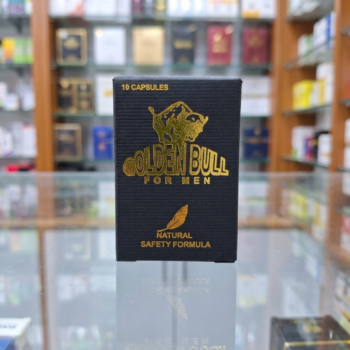 10 CAPSULES
GOLDEN BULL
FOR MEN
NATURAL
SAFETY FORMULA